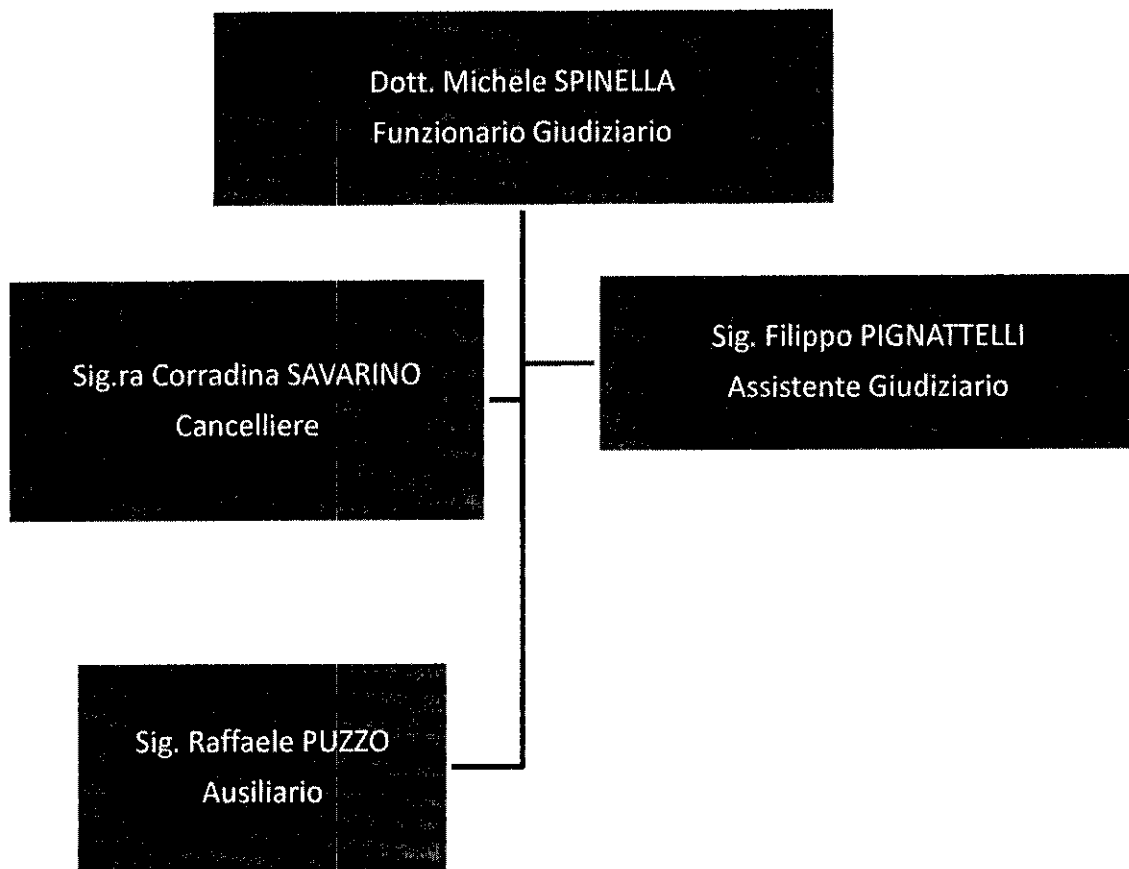 Dott. Michele SPINELLA
Funzionario Giudiziario
Sig.ra Corradina SAVARINO
Cancelliere
Sig. Filippo PIGNATTELLI
Assistente Giudiziario
Sig. Raffaele PUZZO
Ausiliario